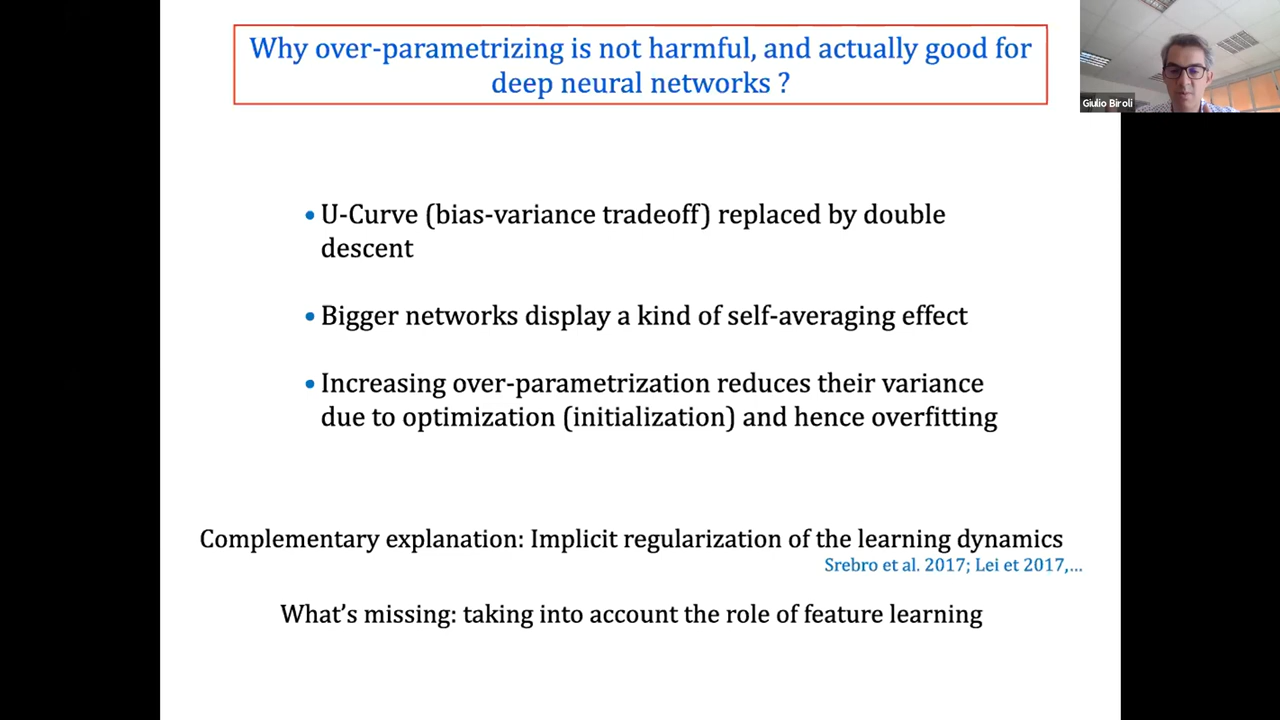 Why over-parametrizing is not harmful, and actually good for
deep neural networks ?
Giulio Biroli
• U-Curve (bias-variance tradeoff) replaced by double
descent
• Bigger networks display a kind of self-averaging effect
• Increasing over-parametrization reduces their variance
due to optimization (initialization) and hence overfitting
Complementary explanation: Implicit regularization of the learning dynamics
Srebro et al. 2017; Lei et 2017,...
What's missing: taking into account the role of feature learning